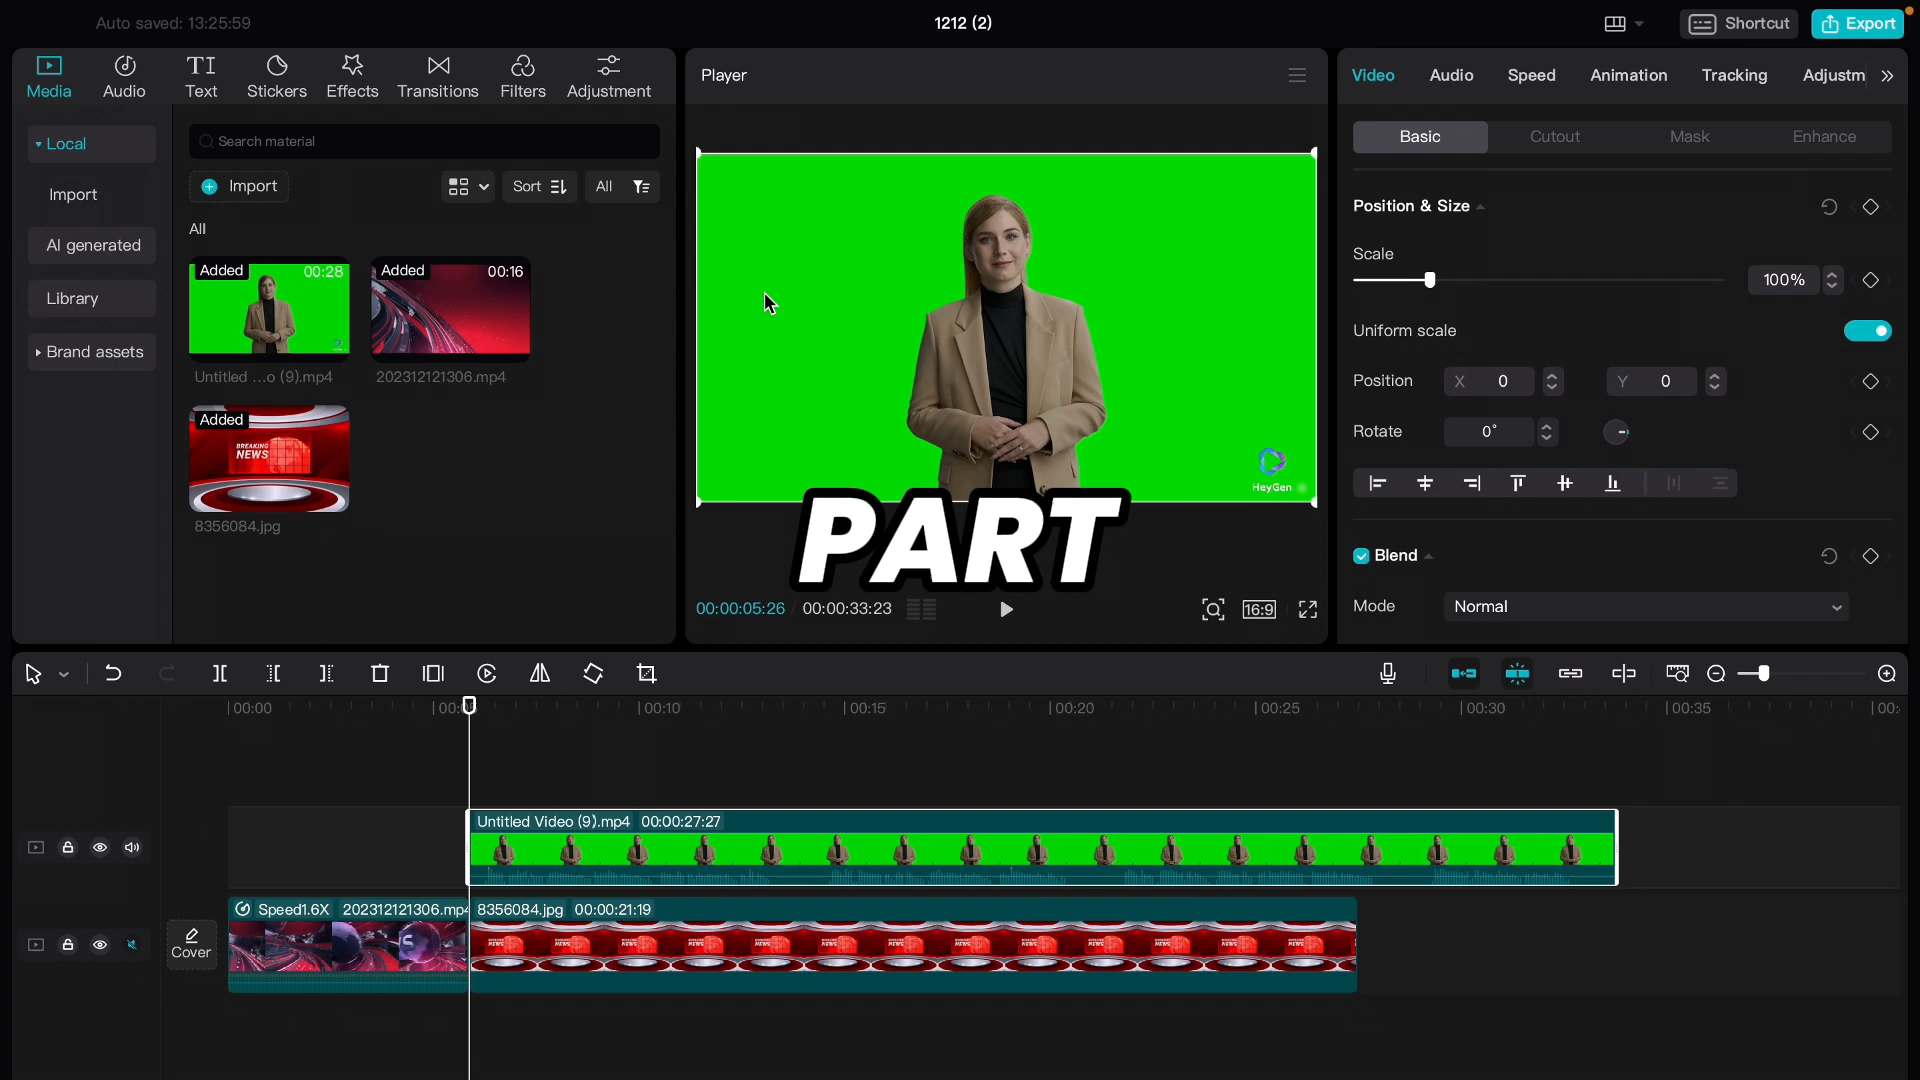 Auto saved: 13:25:59
1212 (2)
Shortcut
Export
Media
Audio
Text
Stickers
Effects
Transitions
Filters
Adjustment
Player
Video
Audio
Speed
Animation
Tracking
Adjustm
Local
Import
AI generated
Library
Brand assets
Search material
Import
Sort
All
All
Added 00:28
Untitled ...o (9).mp4
Added 00:16
202312121306.mp4
Added
BREAKING
NEWS
8356084.jpg
HeyGen
PART
00:00:05:26 / 00:00:33:23
16:9
Basic
Cutout
Mask
Enhance
Position & Size
Scale
100%
Uniform scale
Position X 0 Y 0
Rotate 0°
Blend
Mode Normal
00:00
00:10
00:15
00:20
00:25
00:30
00:35
Untitled Video (9).mp4 00:00:27:27
Cover
Speed1.6X 202312121306.mp4
8356084.jpg 00:00:21:19